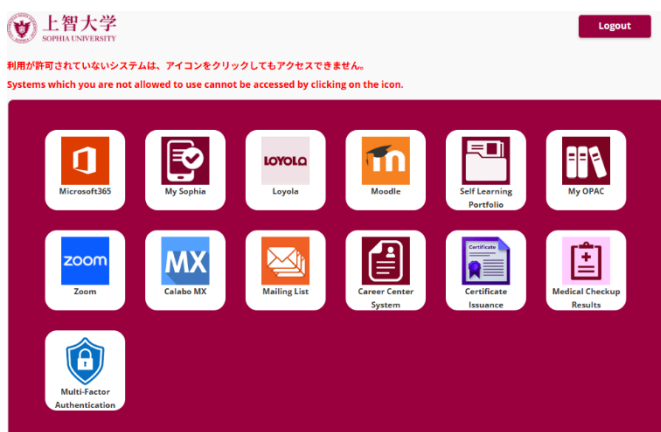 上智大学
SOPHIA UNIVERSITY
Logout
利用が許可されていないシステムは、アイコンをクリックしてもアクセスできません。
Systems which you are not allowed to use cannot be accessed by clicking on the icon.
Microsoft365
My Sophia
LOYOLA
Loyola
m
Moodle
Self Learning
Portfolio
My OPAC
zoom
Zoom
MX
Calabo MX
Mailing List
Career Center
System
Certificate
Certificate
Issuance
Medical Checkup
Results
Multi-Factor
Authentication